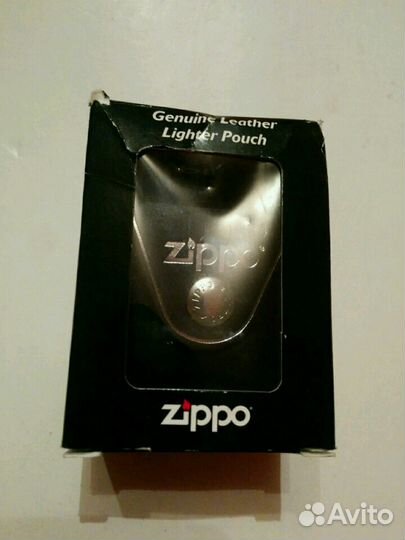 Genuine Leather
Lighter Pouch
zippo
zippo
Avito